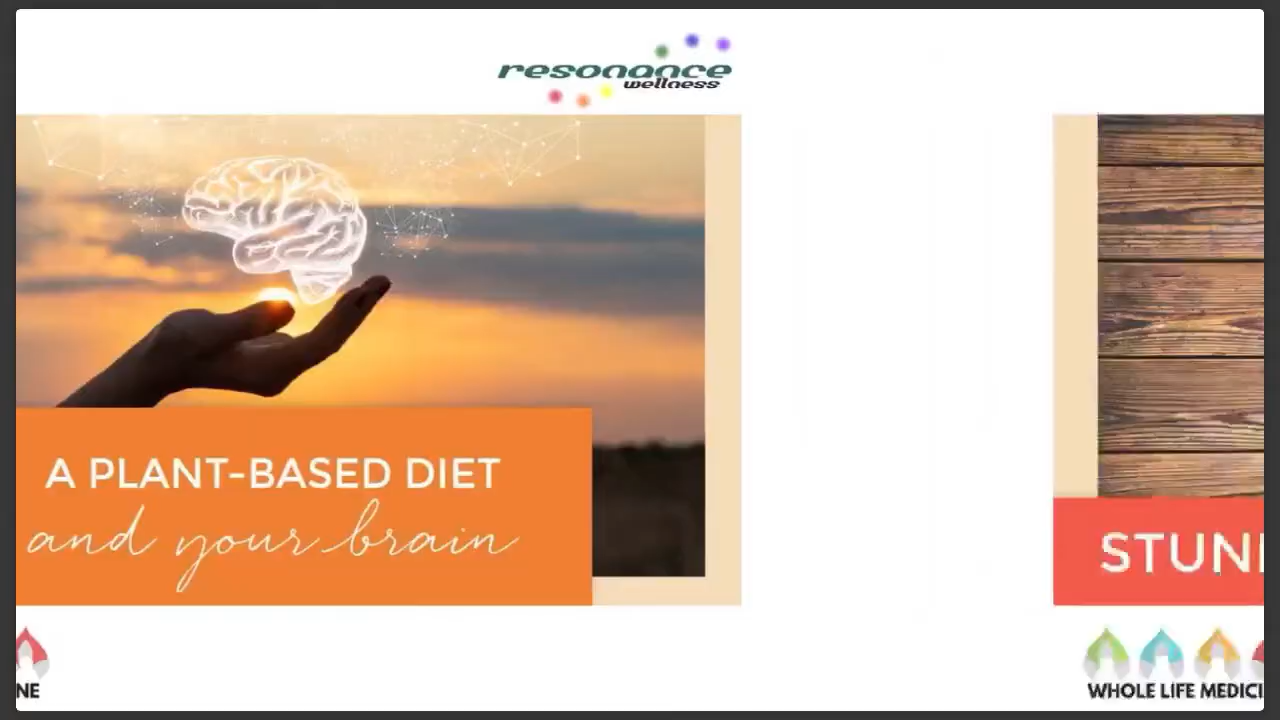 resonance
wellness
A PLANT-BASED DIET
and your brain
STUN
NE
WHOLE LIFE MEDICI